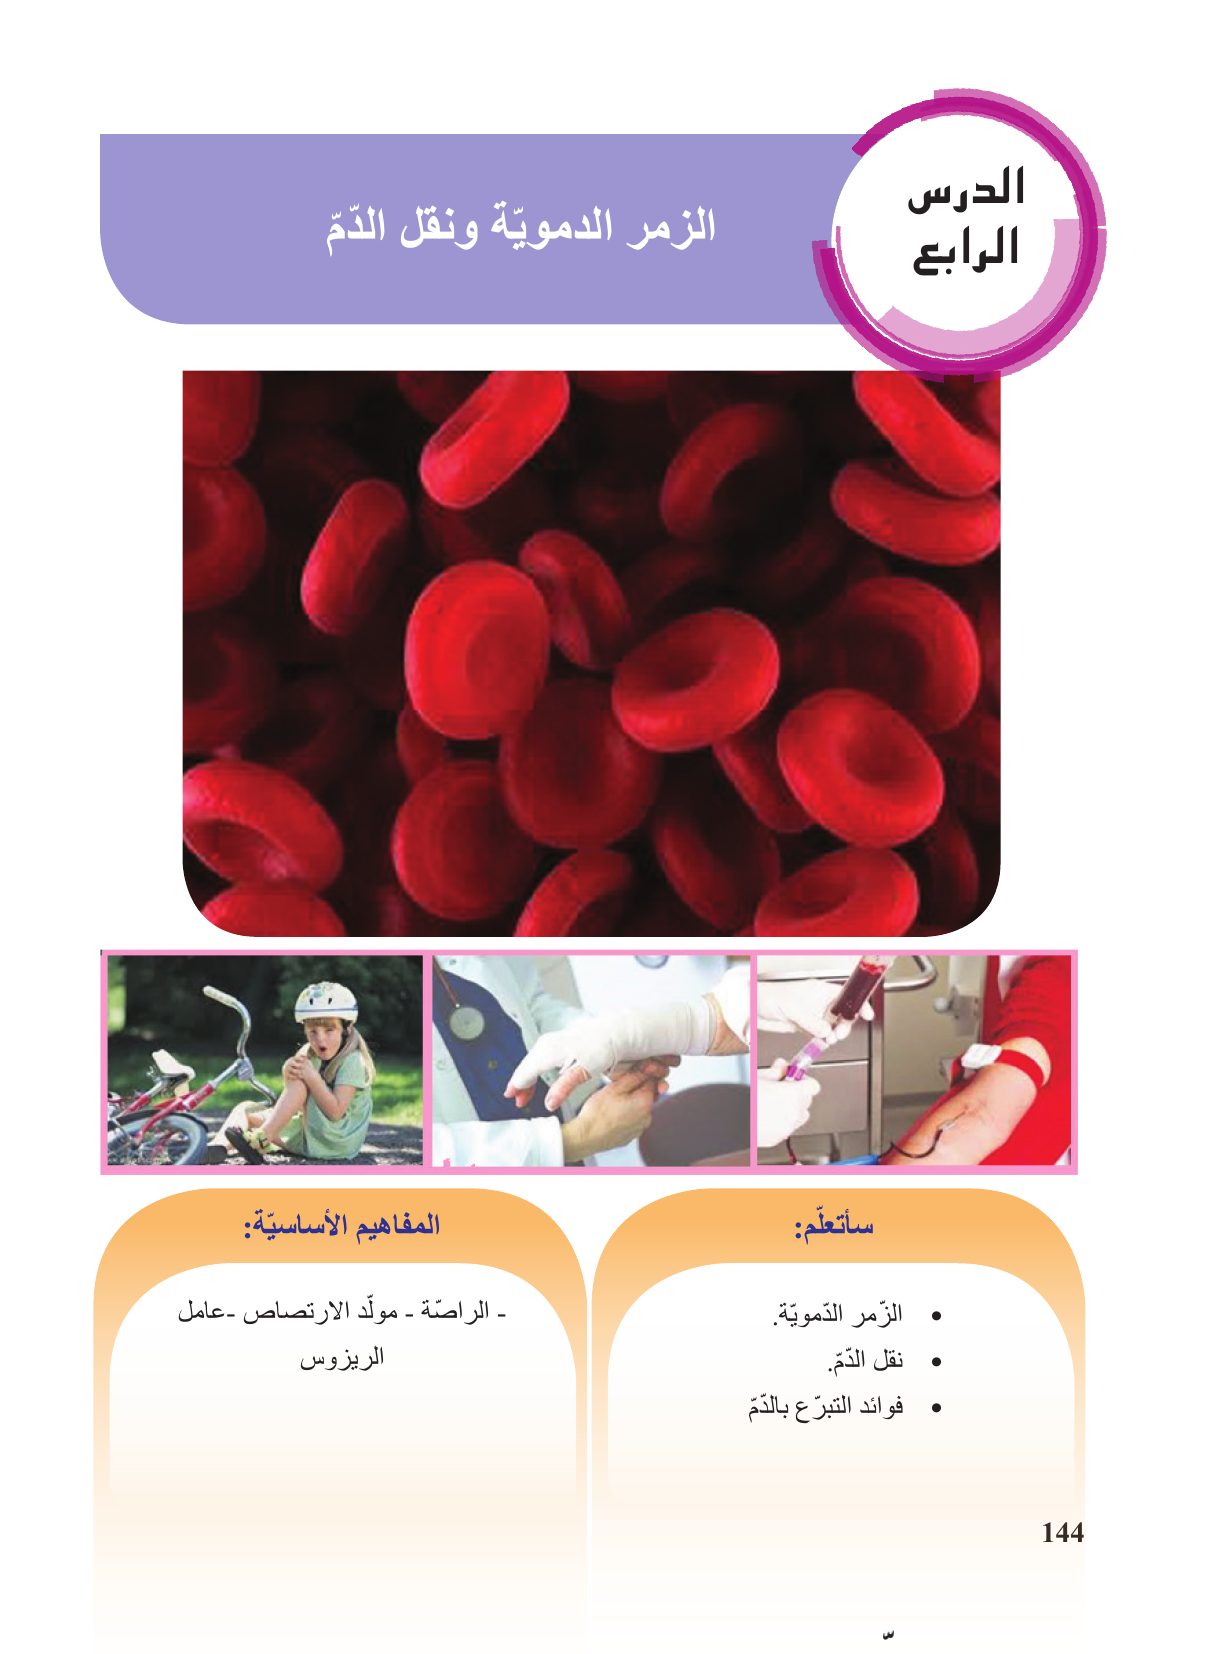 الدرس
الرابع
الزمر الدمويّة ونقل الدّمّ
سأتعلّم:
• الزّمر الدّمويّة.
• نقل الدّمّ.
• فوائد التبرّع بالدّمّ
المفاهيم الأساسيّة:
- الراصّة - مولّد الارتصاص -عامل
الريزوس
144